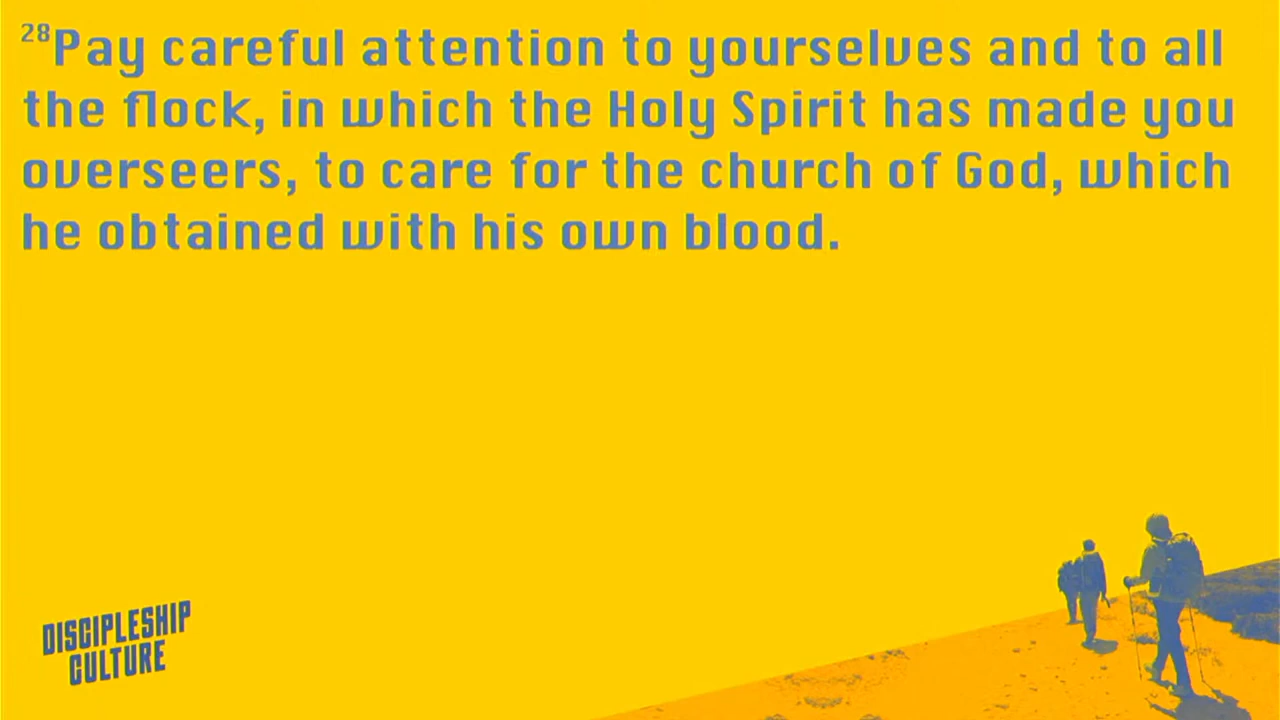 28Pay careful attention to yourselves and to all
the flock, in which the Holy Spirit has made you
overseers, to care for the church of God, which
he obtained with his own blood.
DISCIPLESHIP
CULTURE